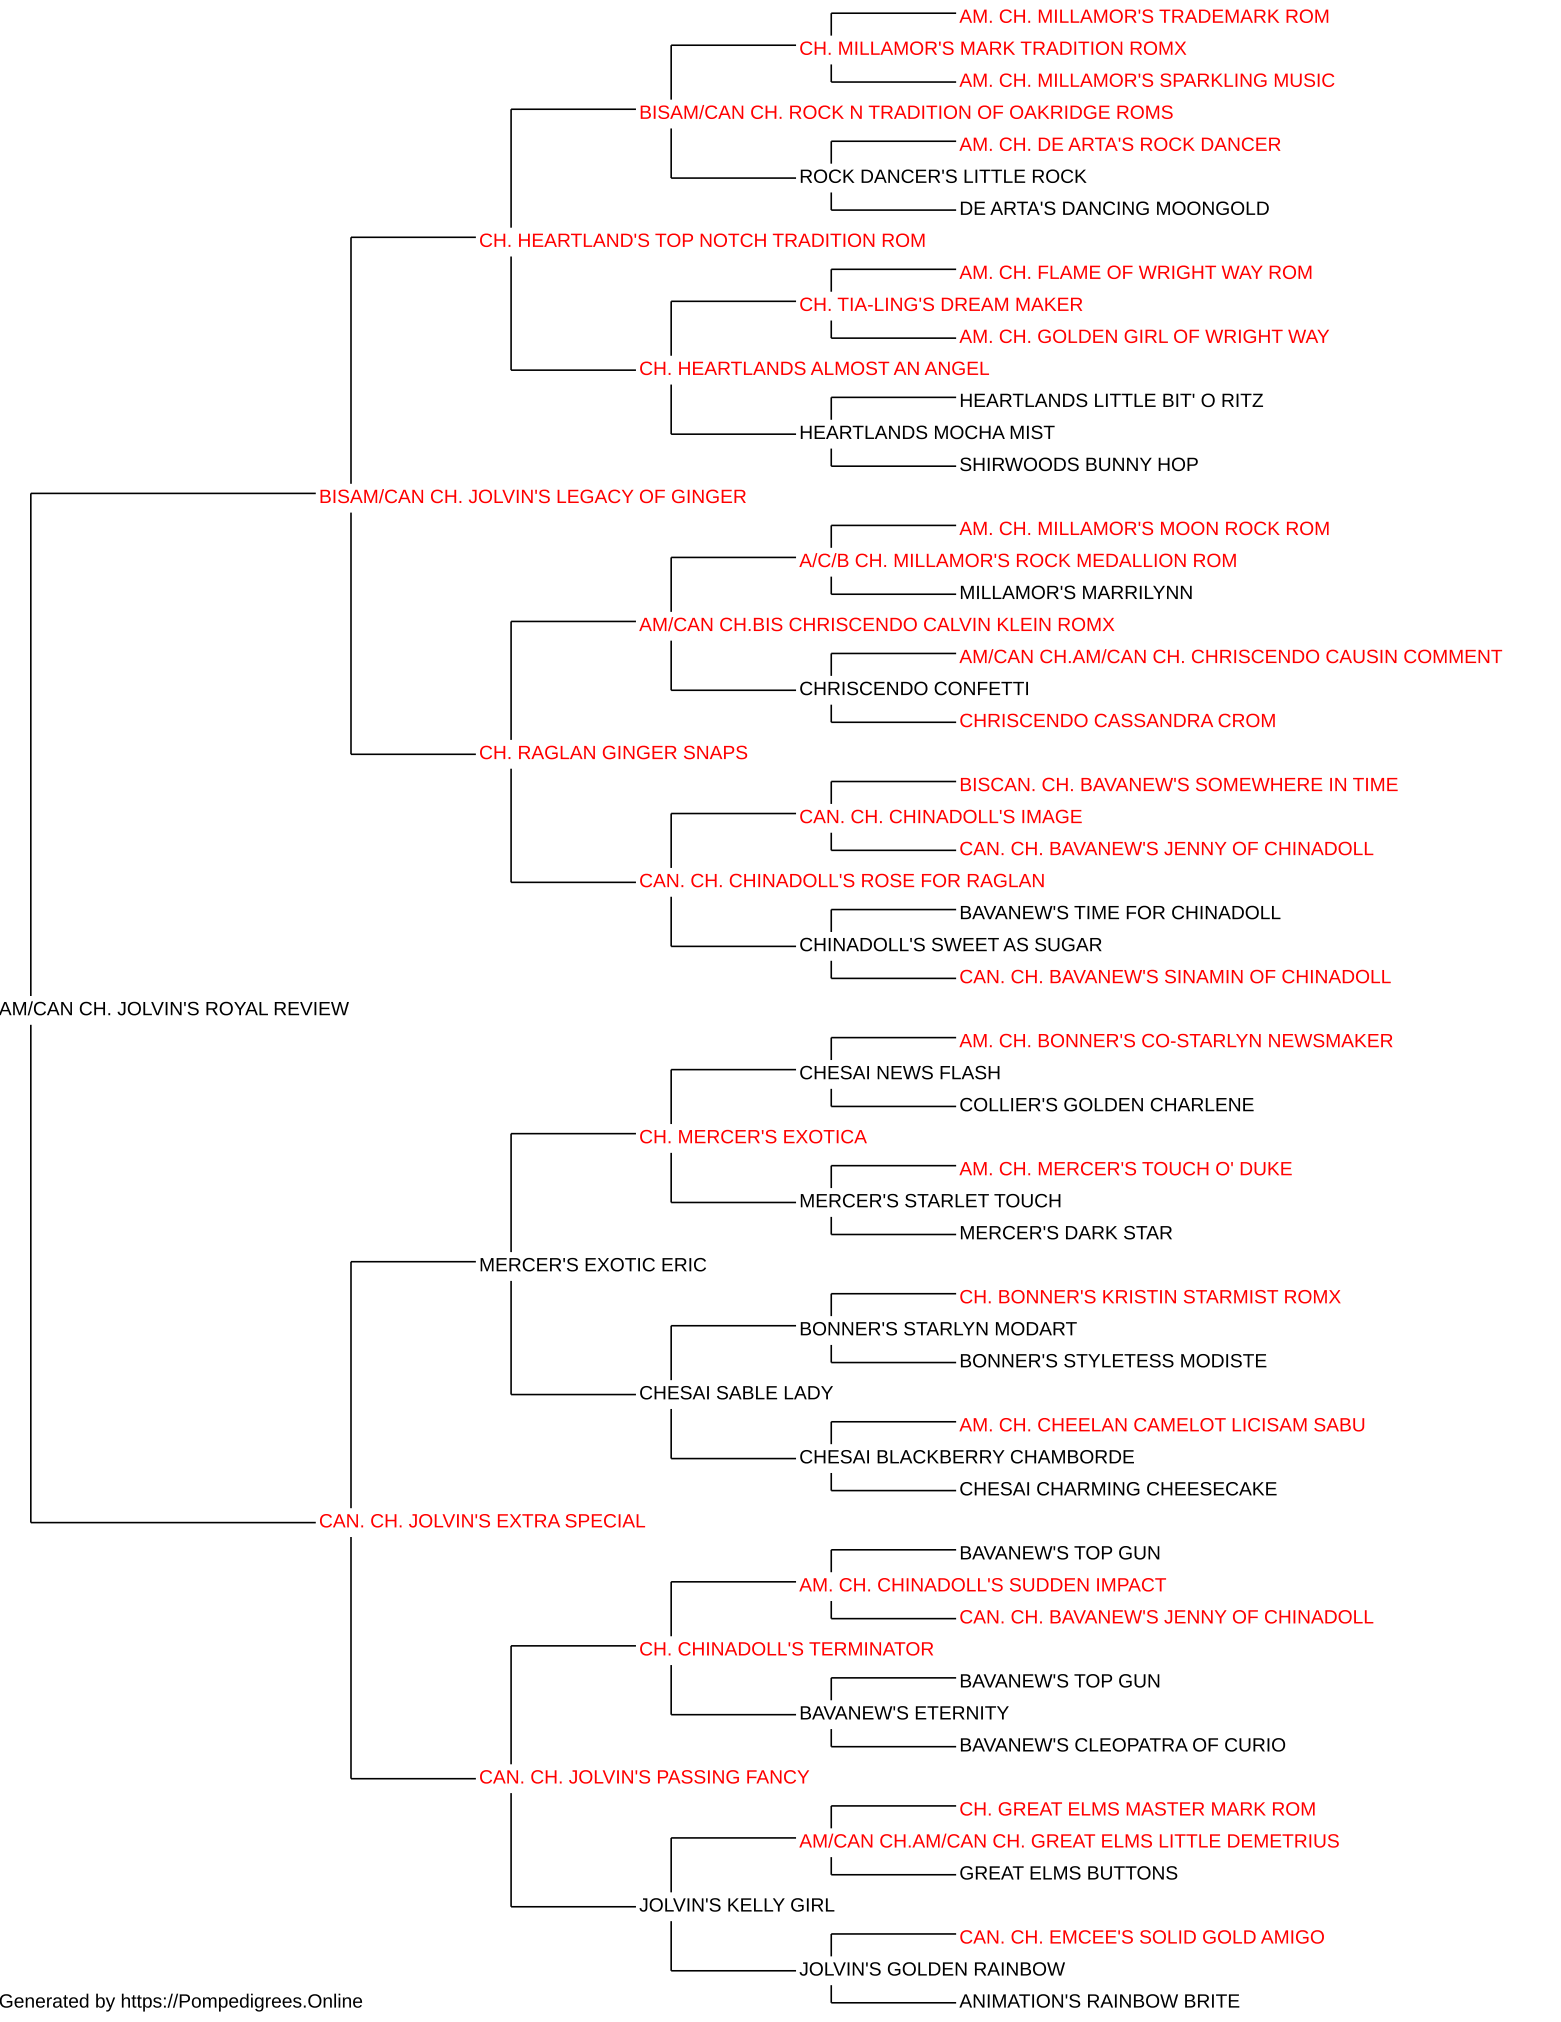 AM. CH. MILLAMOR'S TRADEMARK ROM
CH. MILLAMOR'S MARK TRADITION ROMX
AM. CH. MILLAMOR'S SPARKLING MUSIC
BISAM/CAN CH. ROCK N TRADITION OF OAKRIDGE ROMS
AM. CH. DE ARTA'S ROCK DANCER
ROCK DANCER'S LITTLE ROCK
DE ARTA'S DANCING MOONGOLD
CH. HEARTLAND'S TOP NOTCH TRADITION ROM
AM. CH. FLAME OF WRIGHT WAY ROM
CH. TIA-LING'S DREAM MAKER
AM. CH. GOLDEN GIRL OF WRIGHT WAY
CH. HEARTLANDS ALMOST AN ANGEL
HEARTLANDS LITTLE BIT' O RITZ
HEARTLANDS MOCHA MIST
SHIRWOODS BUNNY HOP
BISAM/CAN CH. JOLVIN'S LEGACY OF GINGER
AM. CH. MILLAMOR'S MOON ROCK ROM
A/C/B CH. MILLAMOR'S ROCK MEDALLION ROM
MILLAMOR'S MARRILYNN
AM/CAN CH.BIS CHRISCENDO CALVIN KLEIN ROMX
AM/CAN CH.AM/CAN CH. CHRISCENDO CAUSIN COMMENT
CHRISCENDO CONFETTI
CHRISCENDO CASSANDRA CROM
CH. RAGLAN GINGER SNAPS
BISCAN. CH. BAVANEW'S SOMEWHERE IN TIME
CAN. CH. CHINADOLL'S IMAGE
CAN. CH. BAVANEW'S JENNY OF CHINADOLL
CAN. CH. CHINADOLL'S ROSE FOR RAGLAN
BAVANEW'S TIME FOR CHINADOLL
CHINADOLL'S SWEET AS SUGAR
CAN. CH. BAVANEW'S SINAMIN OF CHINADOLL
AM/CAN CH. JOLVIN'S ROYAL REVIEW
AM. CH. BONNER'S CO-STARLYN NEWSMAKER
CHESAI NEWS FLASH
COLLIER'S GOLDEN CHARLENE
CH. MERCER'S EXOTICA
AM. CH. MERCER'S TOUCH O' DUKE
MERCER'S STARLET TOUCH
MERCER'S DARK STAR
MERCER'S EXOTIC ERIC
CH. BONNER'S KRISTIN STARMIST ROMX
BONNER'S STARLYN MODART
BONNER'S STYLETESS MODISTE
CHESAI SABLE LADY
AM. CH. CHEELAN CAMELOT LICISAM SABU
CHESAI BLACKBERRY CHAMBORDE
CHESAI CHARMING CHEESECAKE
CAN. CH. JOLVIN'S EXTRA SPECIAL
BAVANEW'S TOP GUN
AM. CH. CHINADOLL'S SUDDEN IMPACT
CAN. CH. BAVANEW'S JENNY OF CHINADOLL
CH. CHINADOLL'S TERMINATOR
BAVANEW'S TOP GUN
BAVANEW'S ETERNITY
BAVANEW'S CLEOPATRA OF CURIO
CAN. CH. JOLVIN'S PASSING FANCY
CH. GREAT ELMS MASTER MARK ROM
AM/CAN CH.AM/CAN CH. GREAT ELMS LITTLE DEMETRIUS
GREAT ELMS BUTTONS
JOLVIN'S KELLY GIRL
CAN. CH. EMCEE'S SOLID GOLD AMIGO
JOLVIN'S GOLDEN RAINBOW
ANIMATION'S RAINBOW BRITE
Generated by https://Pompedigrees.Online